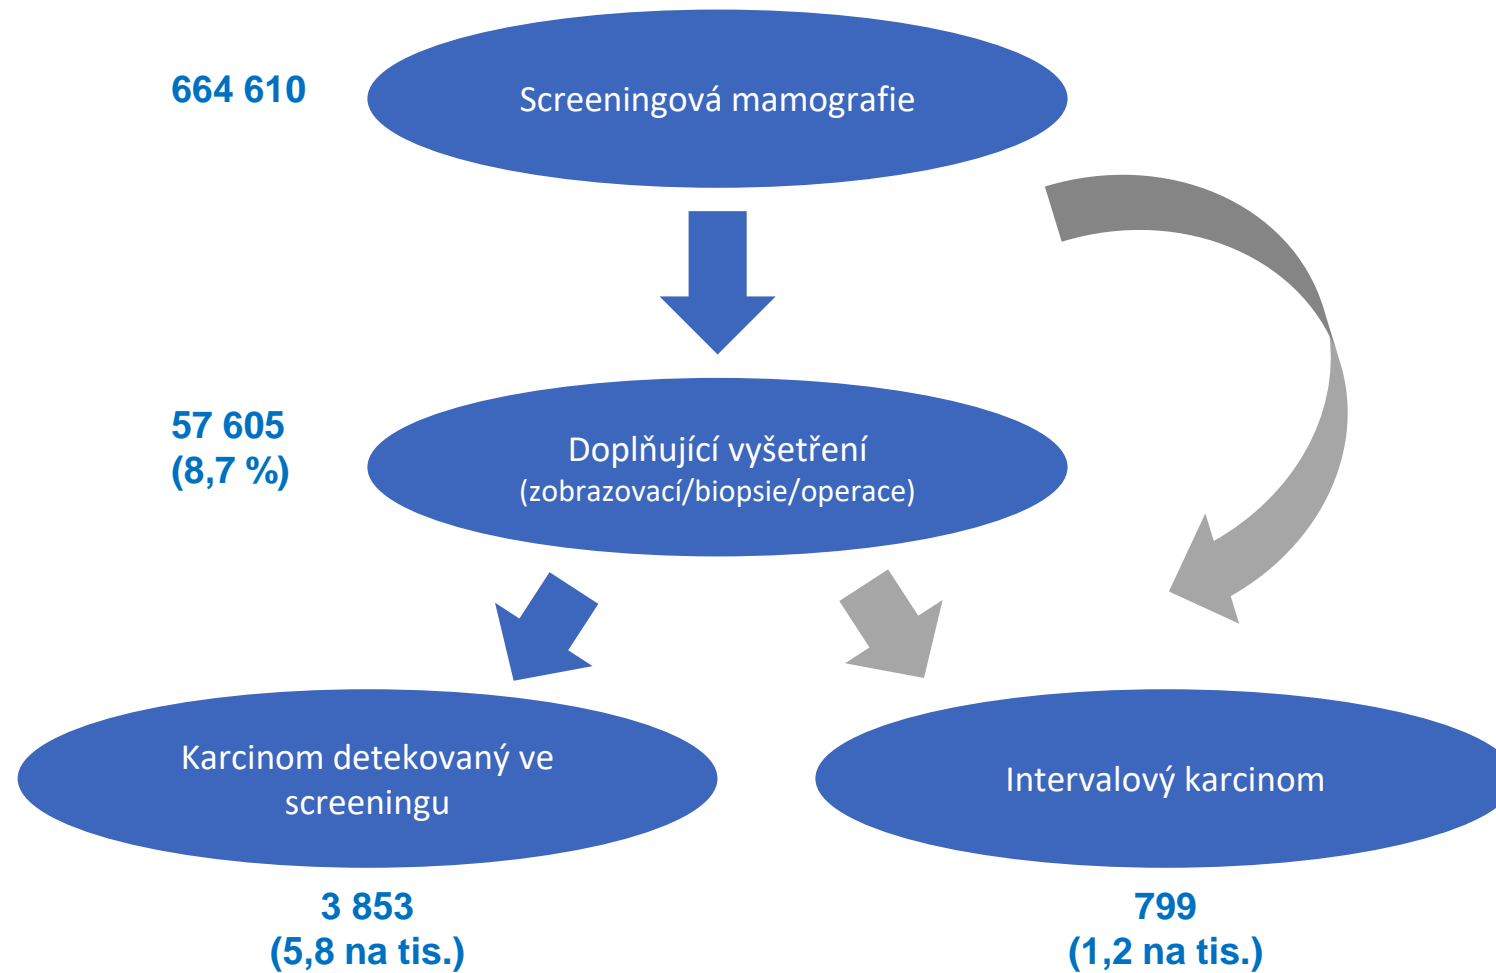 664 610
Screeningová mamografie
57 605
(8,7 %)
Doplňující vyšetření
(zobrazovací/biopsie/operace)
Karcinom detekovaný ve
screeningu
Intervalový karcinom
3 853
(5,8 na tis.)
799
(1,2 na tis.)